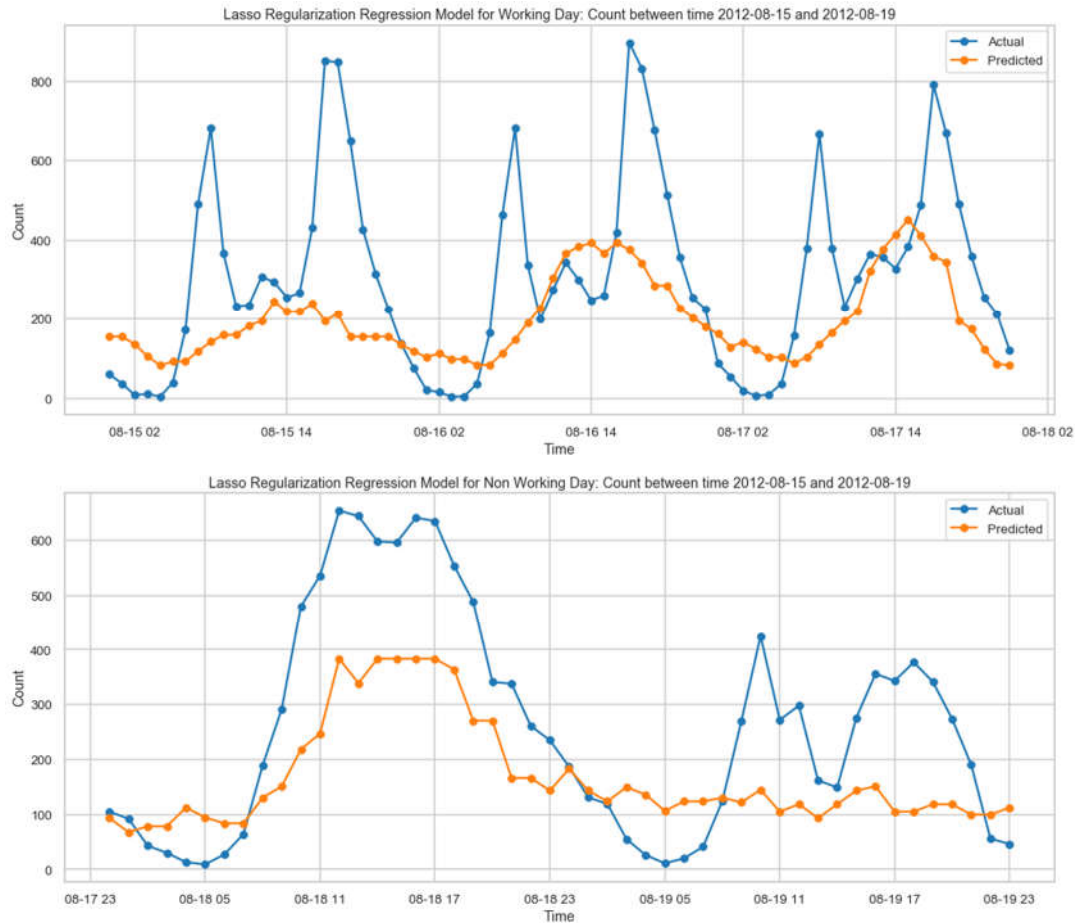 Lasso Regularization Regression Model for Working Day: Count between time 2012-08-15 and 2012-08-19
Actual
Predicted
800
600
400
200
0
Count
08-15 02 08-15 14 08-16 02 08-16 14 08-17 02 08-17 14 08-18 02
Time
Lasso Regularization Regression Model for Non Working Day: Count between time 2012-08-15 and 2012-08-19
Actual
Predicted
600
500
400
300
200
100
0
Count
08-17 23 08-18 05 08-18 11 08-18 17 08-18 23 08-19 05 08-19 11 08-19 17 08-19 23
Time